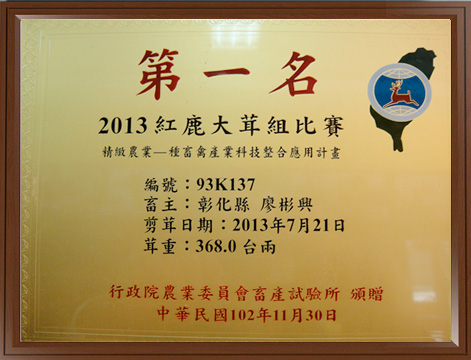 第一名
2013 紅鹿大茸組比賽
精緻農業—種畜禽產業科技整合應用計畫
編號：93K137
畜主：彰化縣 廖彬興
剪茸日期：2013年7月21日
茸重：368.0 台兩
行政院農業委員會畜產試驗所 頒贈
中華民國102年11月30日